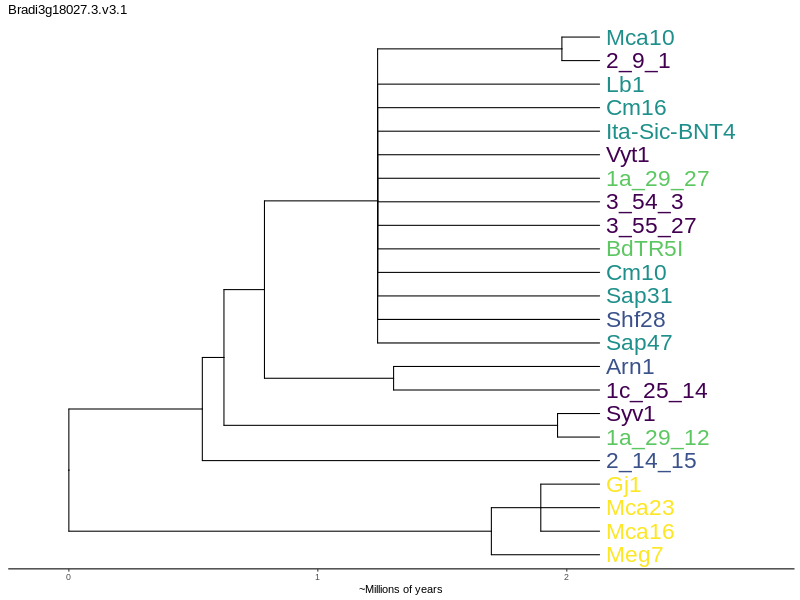 Bradi3g18027.3.v3.1
Mca10
2_9_1
Lb1
Cm16
Ita-Sic-BNT4
Vyt1
1a_29_27
3_54_3
3_55_27
BdTR5I
Cm10
Sap31
Shf28
Sap47
Arn1
1c_25_14
Syv1
1a_29_12
2_14_15
Gj1
Mca23
Mca16
Meg7
0 1 2
~Millions of years